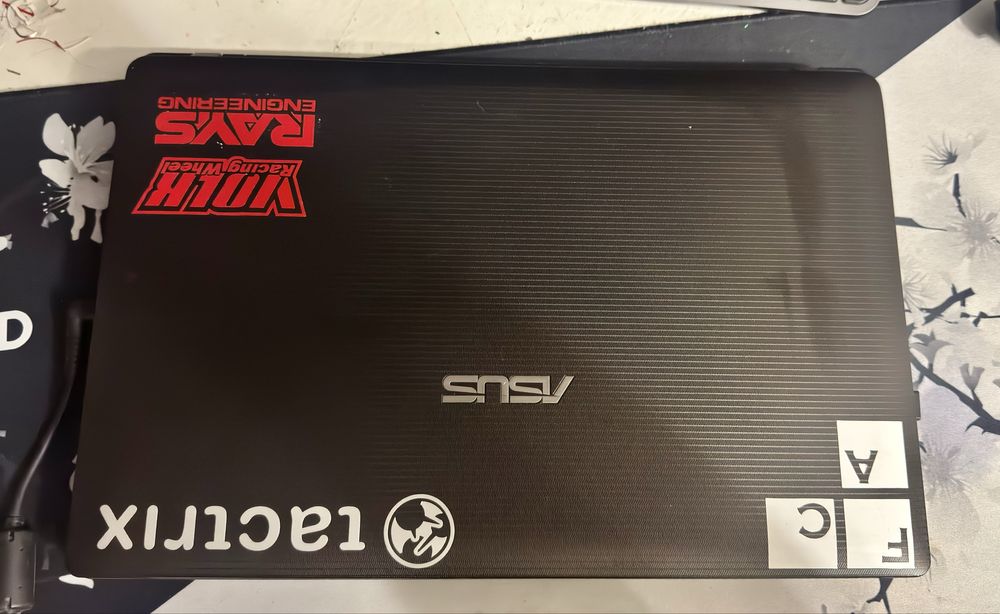 F C
A
tactrix
ASUS
VOLK
Racing Wheel
RAYS
ENGINEERING
D